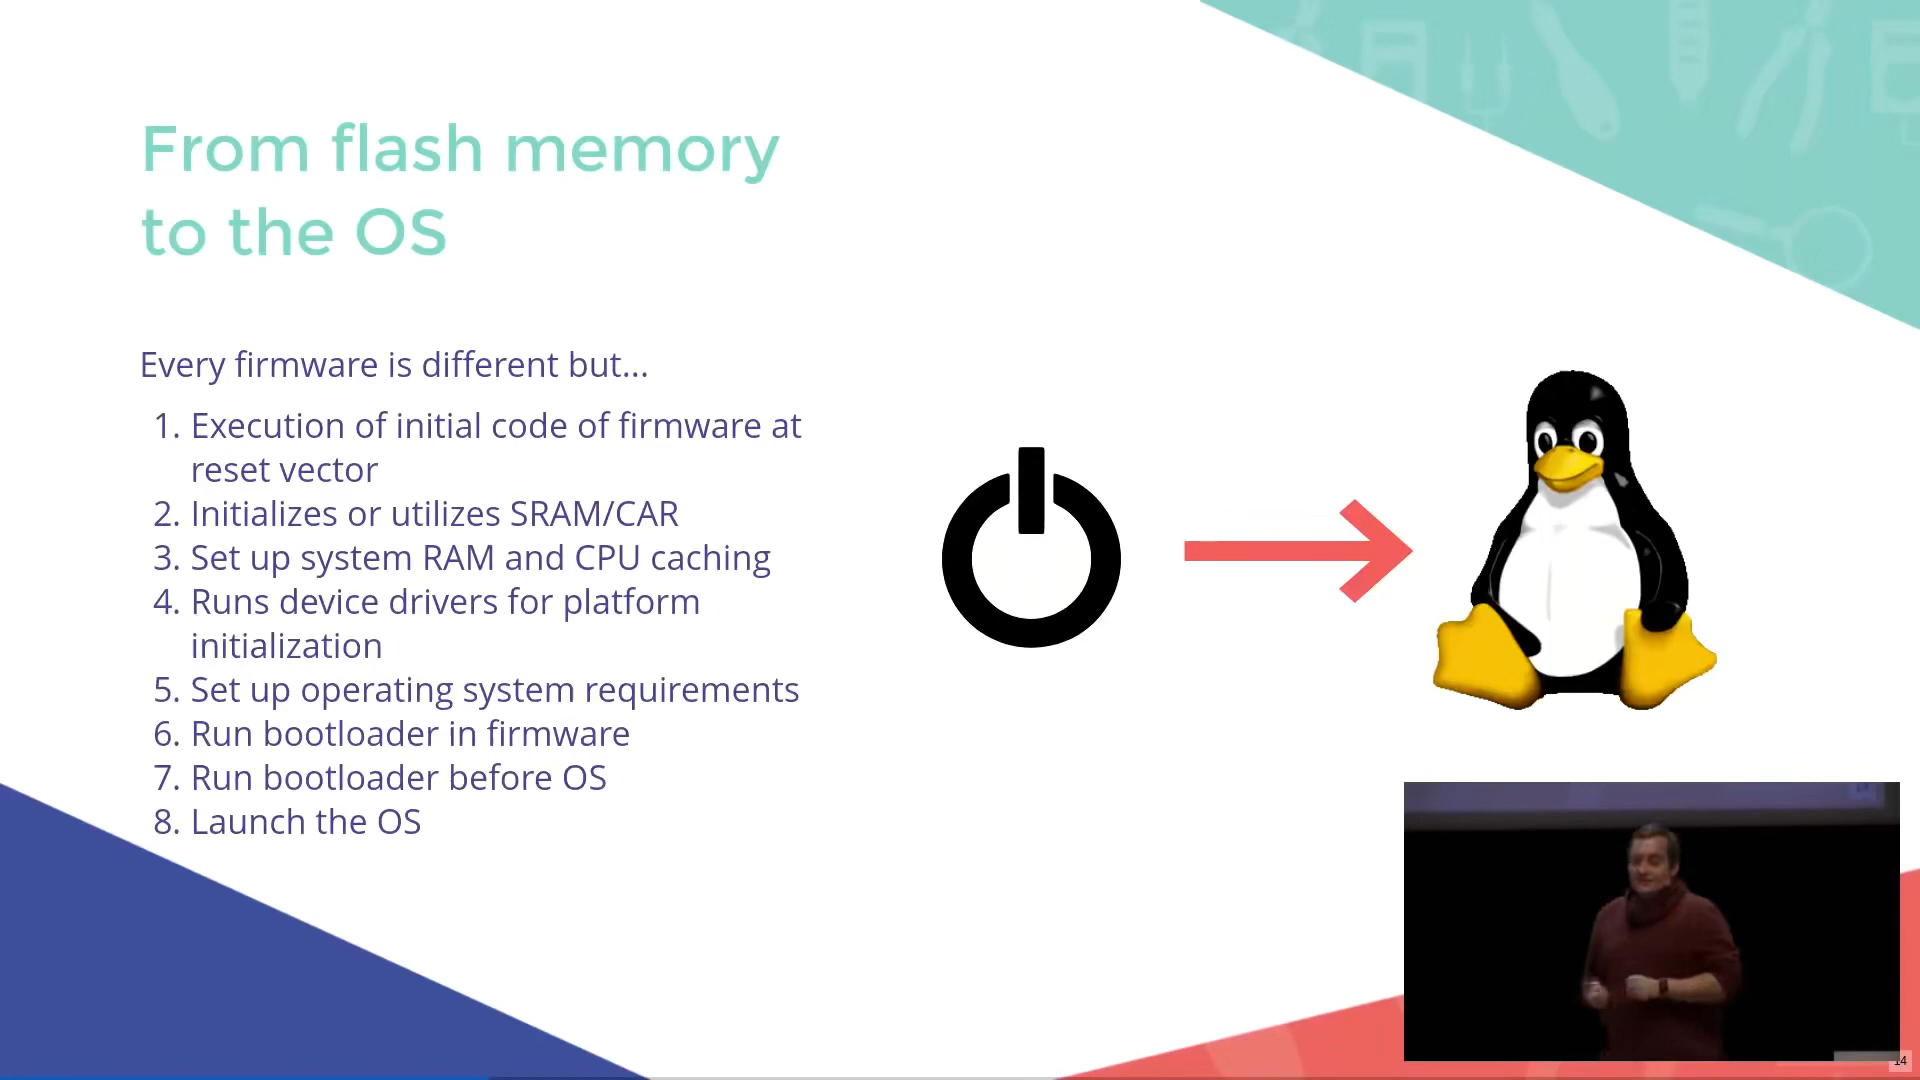 From flash memory
to the OS
Every firmware is different but...
1. Execution of initial code of firmware at
reset vector
2. Initializes or utilizes SRAM/CAR
3. Set up system RAM and CPU caching
4. Runs device drivers for platform
initialization
5. Set up operating system requirements
6. Run bootloader in firmware
7. Run bootloader before OS
8. Launch the OS
14